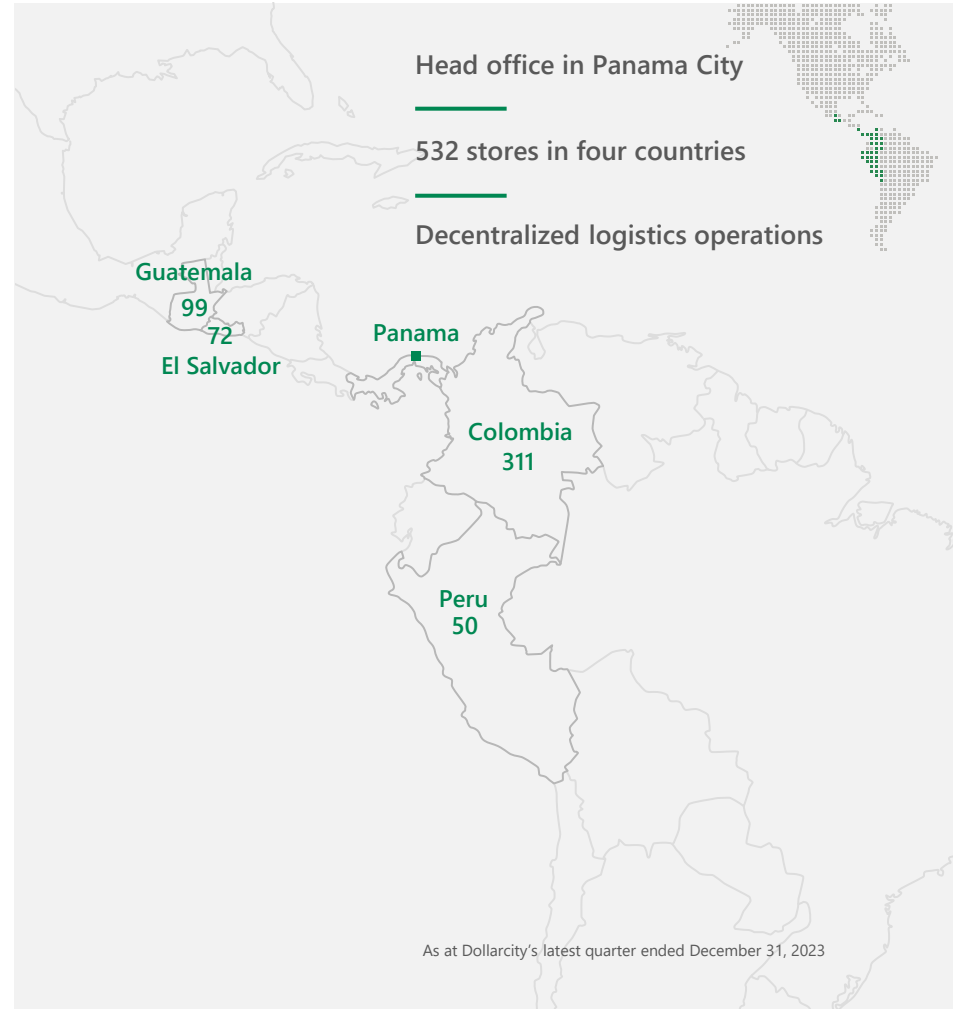 Head office in Panama City
532 stores in four countries
Decentralized logistics operations
Guatemala
99
72
El Salvador
Panama
Colombia
311
Peru
50
As at Dollarcity's latest quarter ended December 31, 2023